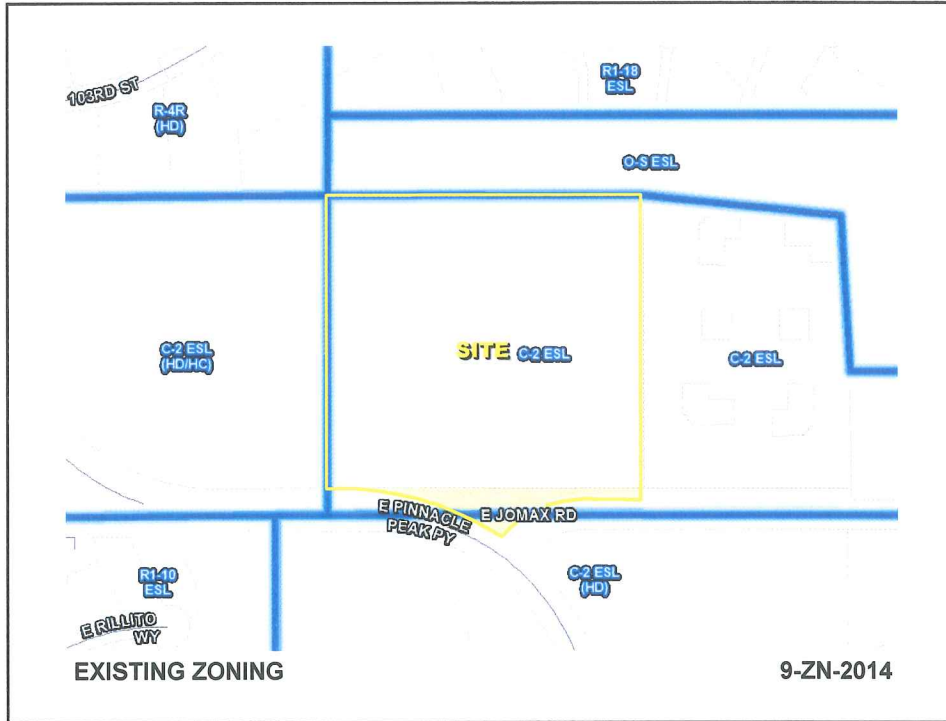 R1-18
ESL
103RD ST
R-4R
(HD)
O-S ESL
C-2 ESL
(HD/HC)
SITE C-2 ESL
C-2 ESL
E PINNACLE
PEAK PY
E JOMAX RD
R1-10
ESL
C-2 ESL
(HD)
E RILLITO
WY
EXISTING ZONING
9-ZN-2014